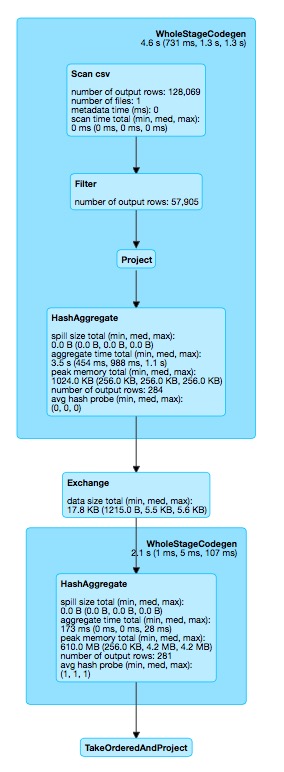 WholeStageCodegen
4.6 s (731 ms, 1.3 s, 1.3 s)
Scan csv
number of output rows: 128,069
number of files: 1
metadata time (ms): 0
scan time total (min, med, max):
0 ms (0 ms, 0 ms, 0 ms)
Filter
number of output rows: 57,905
Project
HashAggregate
spill size total (min, med, max):
0.0 B (0.0 B, 0.0 B, 0.0 B)
aggregate time total (min, med, max):
3.5 s (454 ms, 988 ms, 1.1 s)
peak memory total (min, med, max):
1024.0 KB (256.0 KB, 256.0 KB, 256.0 KB)
number of output rows: 284
avg hash probe (min, med, max):
(0, 0, 0)
Exchange
data size total (min, med, max):
17.8 KB (1215.0 B, 5.5 KB, 5.6 KB)
WholeStageCodegen
2.1 s (1 ms, 5 ms, 107 ms)
HashAggregate
spill size total (min, med, max):
0.0 B (0.0 B, 0.0 B, 0.0 B)
aggregate time total (min, med, max):
173 ms (0 ms, 0 ms, 28 ms)
peak memory total (min, med, max):
610.0 MB (256.0 KB, 4.2 MB, 4.2 MB)
number of output rows: 281
avg hash probe (min, med, max):
(1, 1, 1)
TakeOrderedAndProject